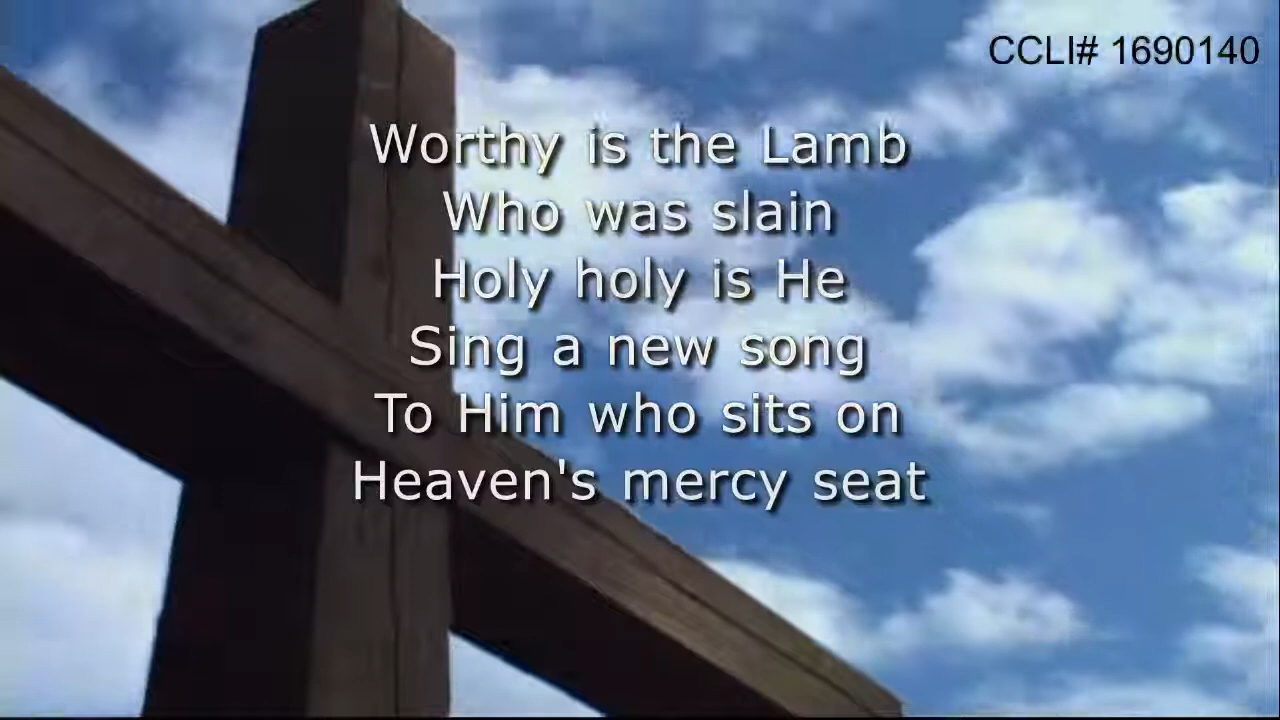 CCLI# 1690140
Worthy is the Lamb
Who was slain
Holy holy is He
Sing a new song
To Him who sits on
Heaven's mercy seat